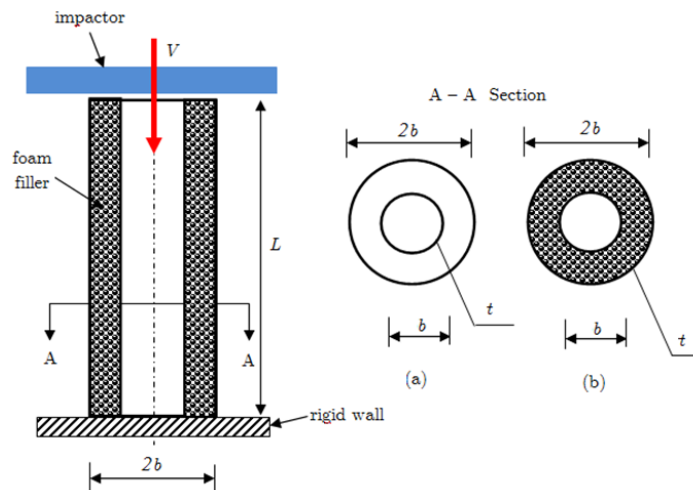 impactor
V
A – A Section
2b
2b
foam
filler
L
t
A
A
b
b
t
(a)
(b)
rigid wall
2b